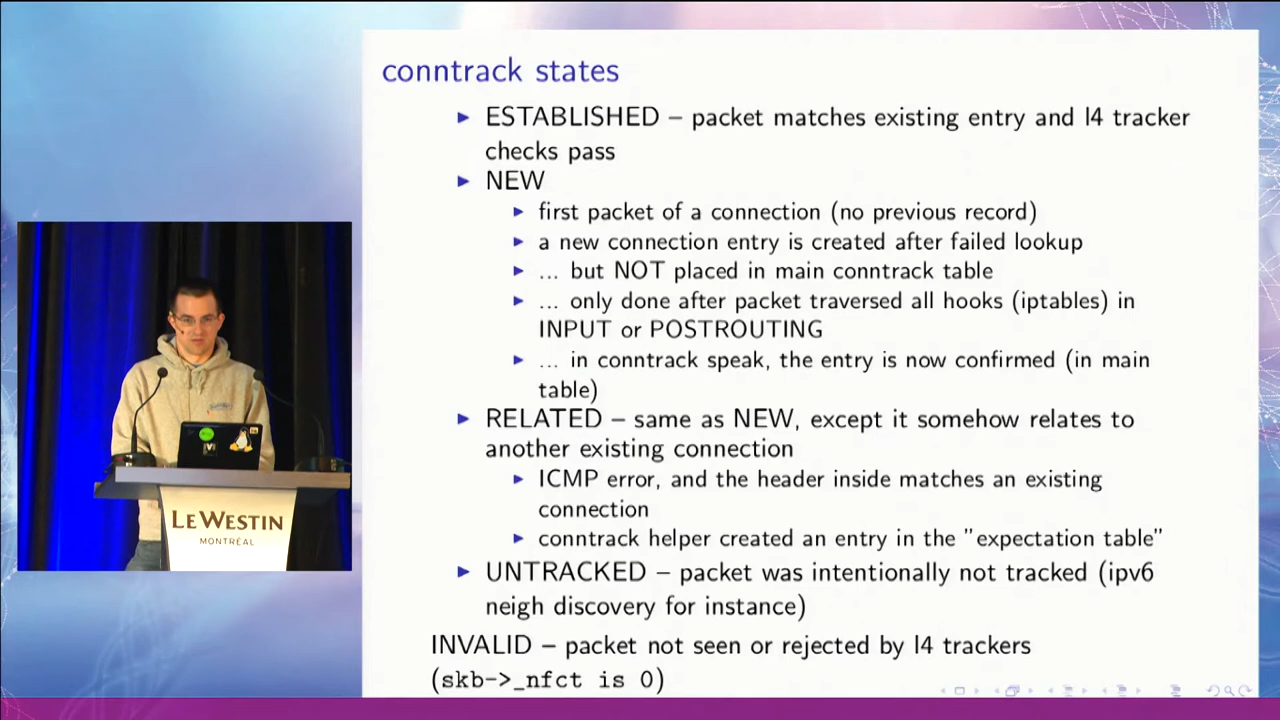 conntrack states
▶ ESTABLISHED – packet matches existing entry and l4 tracker
checks pass
▶ NEW
▶ first packet of a connection (no previous record)
▶ a new connection entry is created after failed lookup
▶ ... but NOT placed in main conntrack table
▶ ... only done after packet traversed all hooks (iptables) in
INPUT or POSTROUTING
▶ ... in conntrack speak, the entry is now confirmed (in main
table)
▶ RELATED – same as NEW, except it somehow relates to
another existing connection
▶ ICMP error, and the header inside matches an existing
connection
▶ conntrack helper created an entry in the "expectation table"
▶ UNTRACKED – packet was intentionally not tracked (ipv6
neigh discovery for instance)
INVALID – packet not seen or rejected by l4 trackers
(skb->_nfct is 0)
LE WESTIN
MONTRÉAL